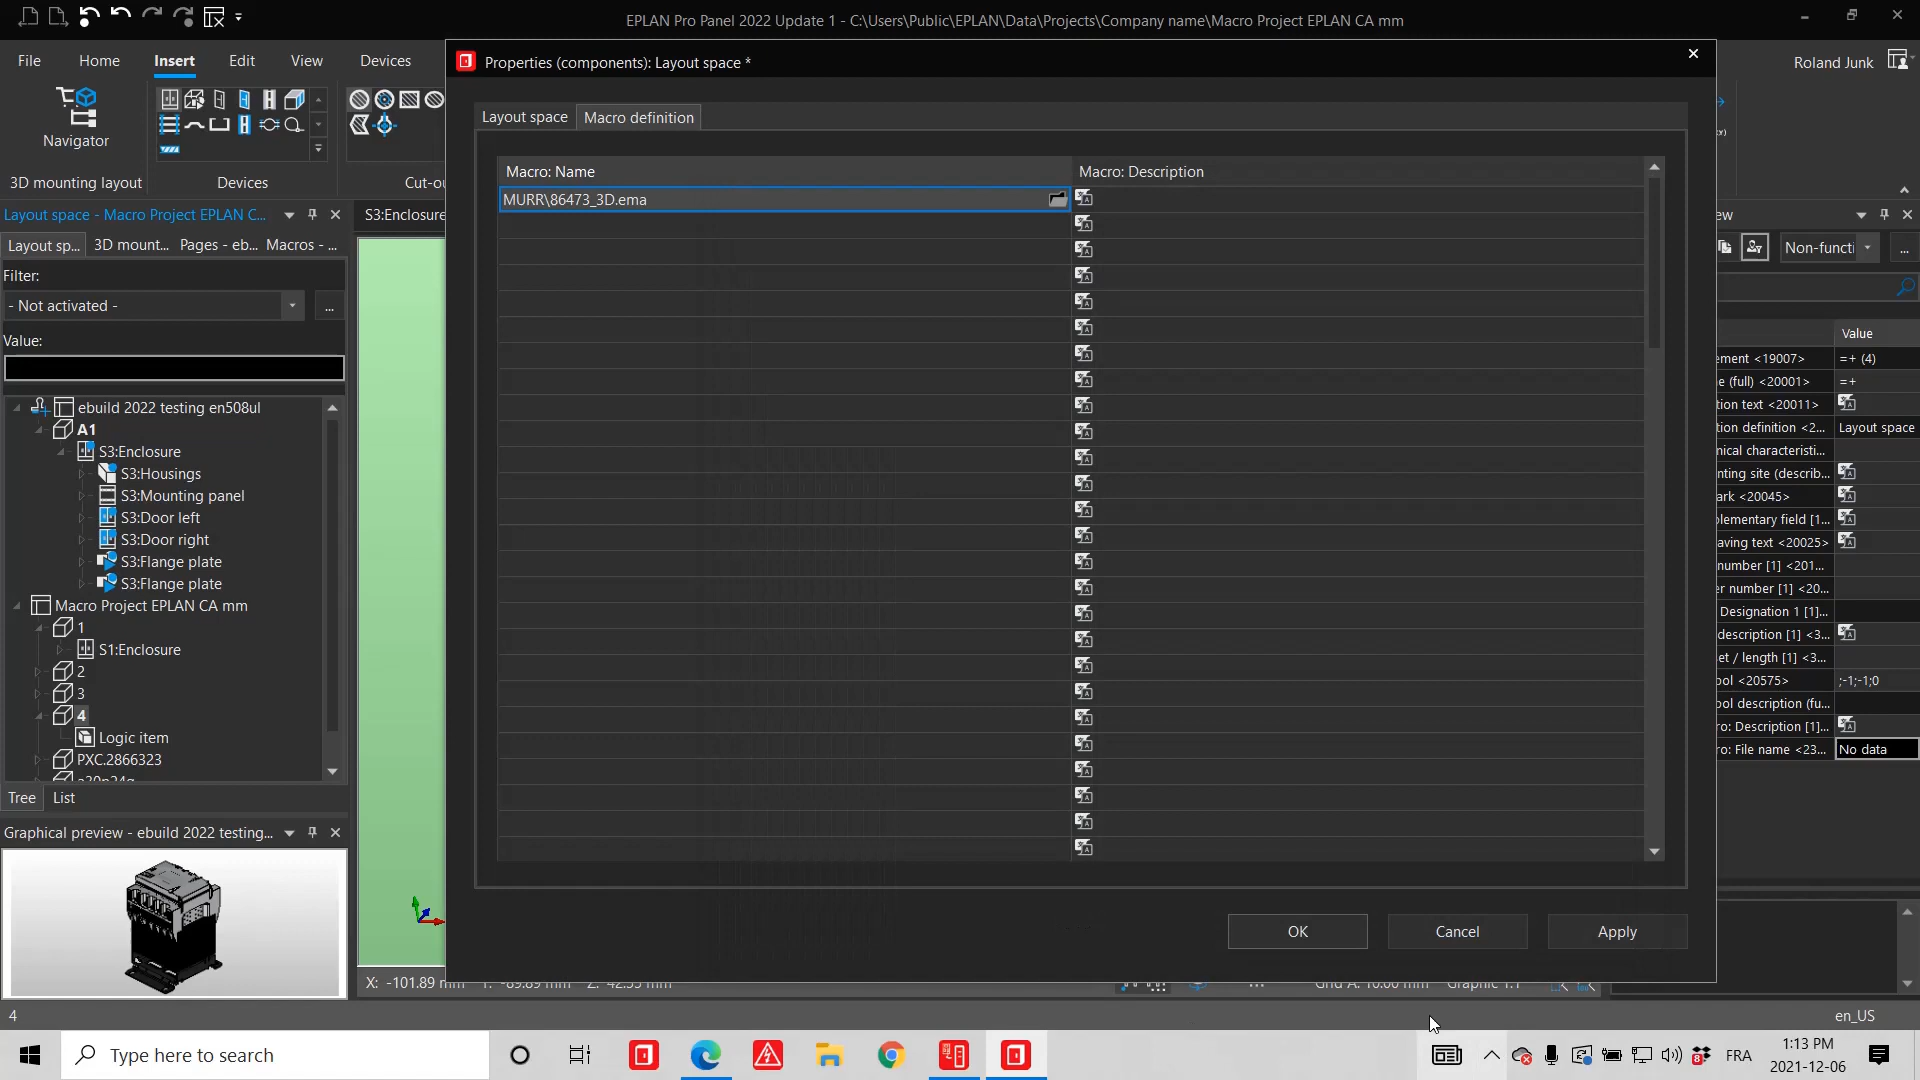 EPLAN Pro Panel 2022 Update 1 - C:\Users\Public\EPLAN\Data\Projects\Company name\Macro Project EPLAN CA mm
File
Home
Insert
Edit
View
Devices
Roland Junk
Properties (components): Layout space *
Navigator
3D mounting layout
Devices
Cut-ou
Layout space - Macro Project EPLAN C...
S3:Enclosure
Layout sp...
3D mount...
Pages - eb...
Macros - ...
Filter:
- Not activated -
...
Value:
ebuild 2022 testing en508ul
A1
S3:Enclosure
S3:Housings
S3:Mounting panel
S3:Door left
S3:Door right
S3:Flange plate
S3:Flange plate
Macro Project EPLAN CA mm
1
S1:Enclosure
2
3
4
Logic item
PXC.2866323
Tree
List
Graphical preview - ebuild 2022 testing...
Layout space
Macro definition
Macro: Name
Macro: Description
MURR\86473_3D.ema
OK
Cancel
Apply
ew
Non-functi
...
Value
ement <19007>
=+ (4)
e (full) <20001>
=+
tion text <20011>
tion definition <2...
Layout space
nical characteristi...
nting site (describ...
ark <20045>
plementary field [1...
aving text <20025>
number [1] <201...
er number [1] <20...
Designation 1 [1]...
description [1] <3...
et / length [1] <3...
ool <20575>
;-1;-1;0
ool description (fu...
ro: Description [1]...
ro: File name <23...
No data
X: -101.89 mm
4
en_US
Type here to search
FRA
1:13 PM
2021-12-06